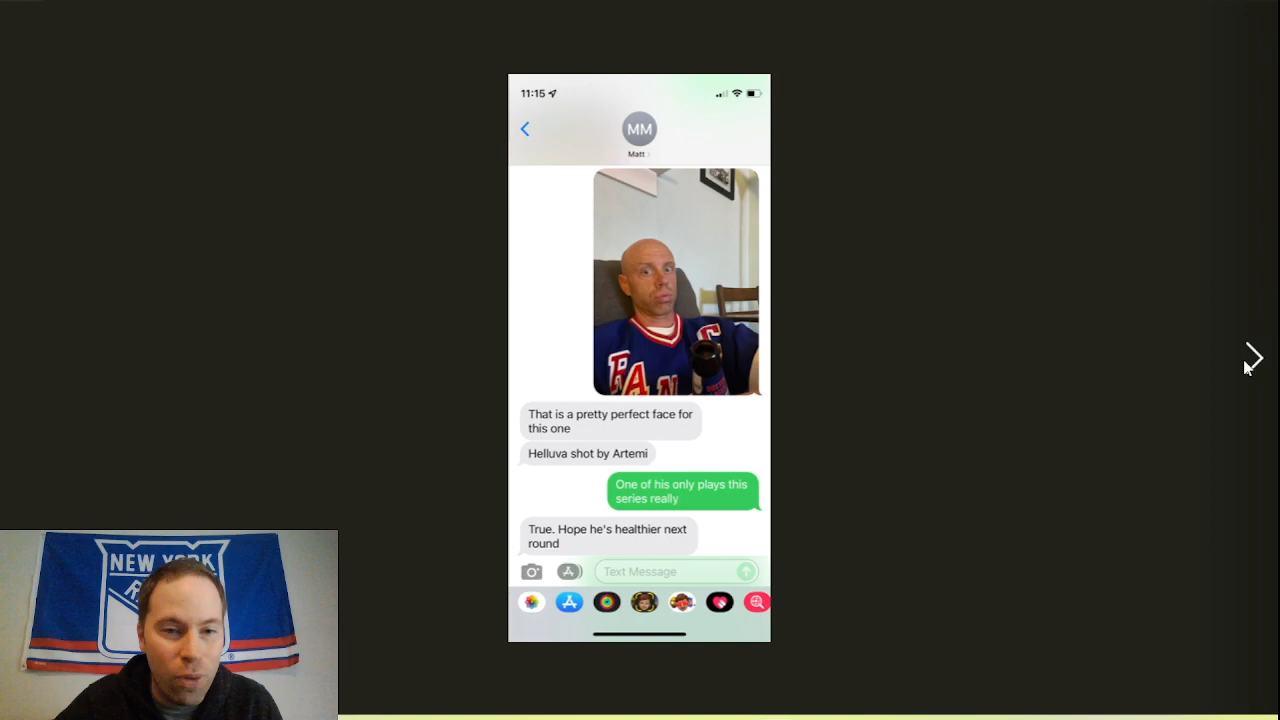 11:15
MM
Matt
RAN
C
That is a pretty perfect face for
this one
Helluva shot by Artemi
One of his only plays this
series really
True. Hope he's healthier next
round
Text Message
NEW YORK
R